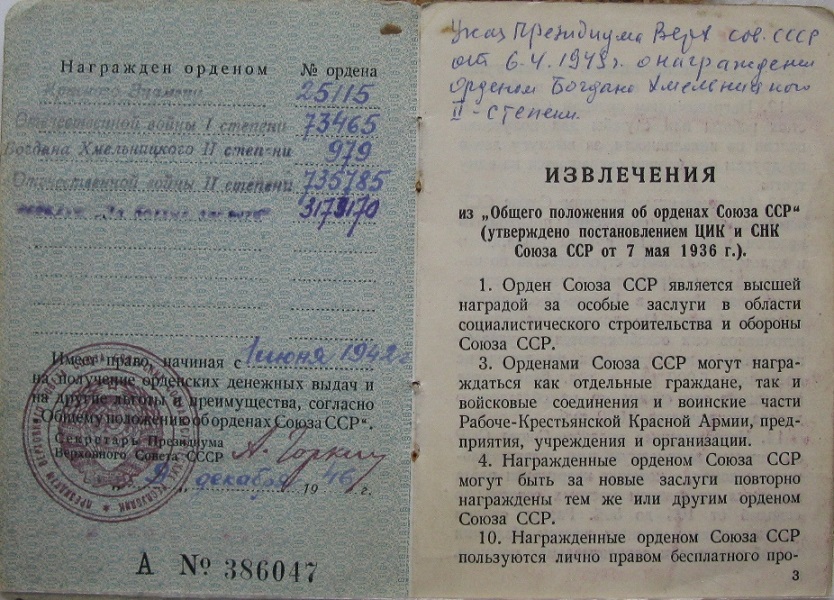 Награжден орденом № ордена
Красного Знамени 25115
Отечественной войны I степени 73465
Богдана Хмельницкого II степени 979
Отечественной войны II степени 735785
медалью „За боевые заслуги“ 3173170
Имеет право, начиная с 1 июня 1942 г
на получение орденских денежных выдач и
на другие льготы и преимущества, согласно
„Общему положению об орденах Союза ССР“.
Секретарь Президиума
Верховного Совета СССР А. Горкин
декабря 1946 г.
А № 386047
Указ Президиума Верх сов. СССР
от 6.4.1945г. о награждении
орденом Богдана Хмельницкого
II - степени.
ИЗВЛЕЧЕНИЯ
из „Общего положения об орденах Союза ССР“
(утверждено постановлением ЦИК и СНК
Союза ССР от 7 мая 1936 г.).
1. Орден Союза ССР является высшей
наградой за особые заслуги в области
социалистического строительства и обороны
Союза ССР.
3. Орденами Союза ССР могут награ-
ждаться как отдельные граждане, так и
войсковые соединения и воинские части
Рабоче-Крестьянской Красной Армии, пред-
приятия, учреждения и организации.
4. Награжденные орденом Союза ССР
могут быть за новые заслуги повторно
награждены тем же или другим орденом
Союза ССР.
10. Награжденные орденом Союза ССР
пользуются лично правом бесплатного про-
3